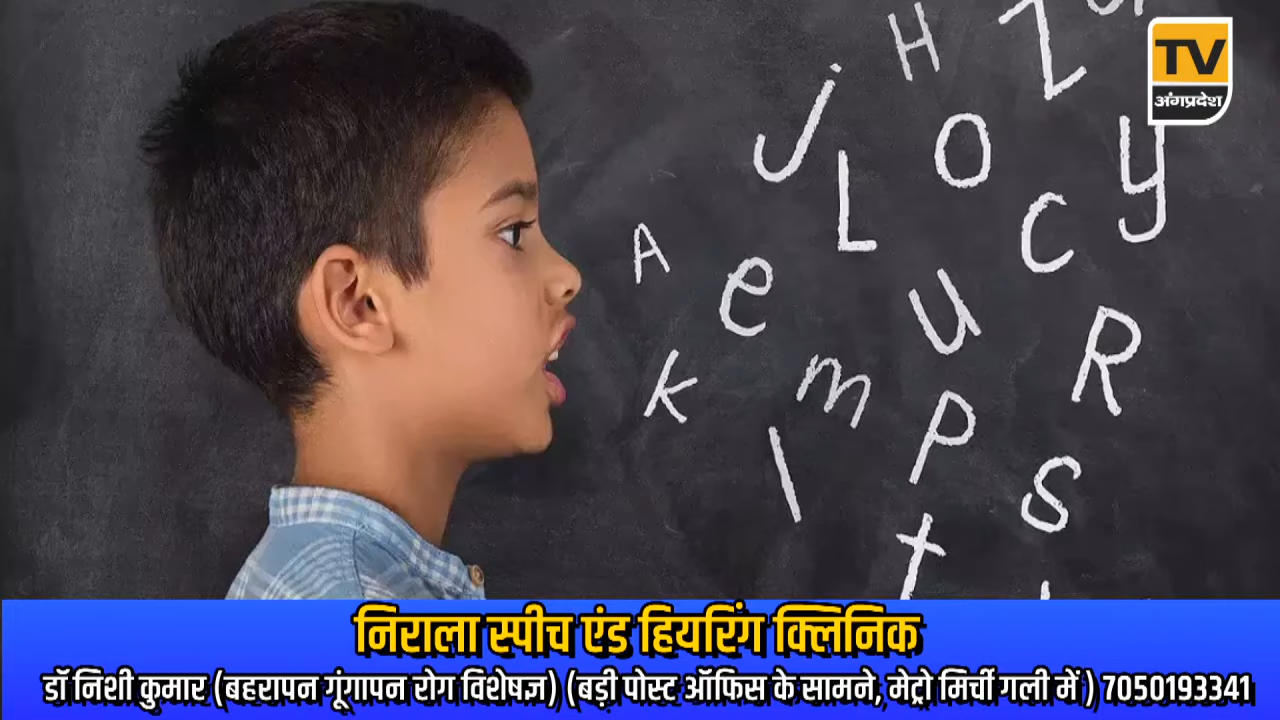 H
Z
TV
अंगप्रदेश
J
O
y
L
C
A
e
u
R
K
m
P
l
S
t
निराला स्पीच एंड हियरिंग क्लिनिक
डॉ निशी कुमार (बहरापन गूंगापन रोग विशेषज्ञ) (बड़ी पोस्ट ऑफिस के सामने, मेट्रो मिर्ची गली में ) 7050193341